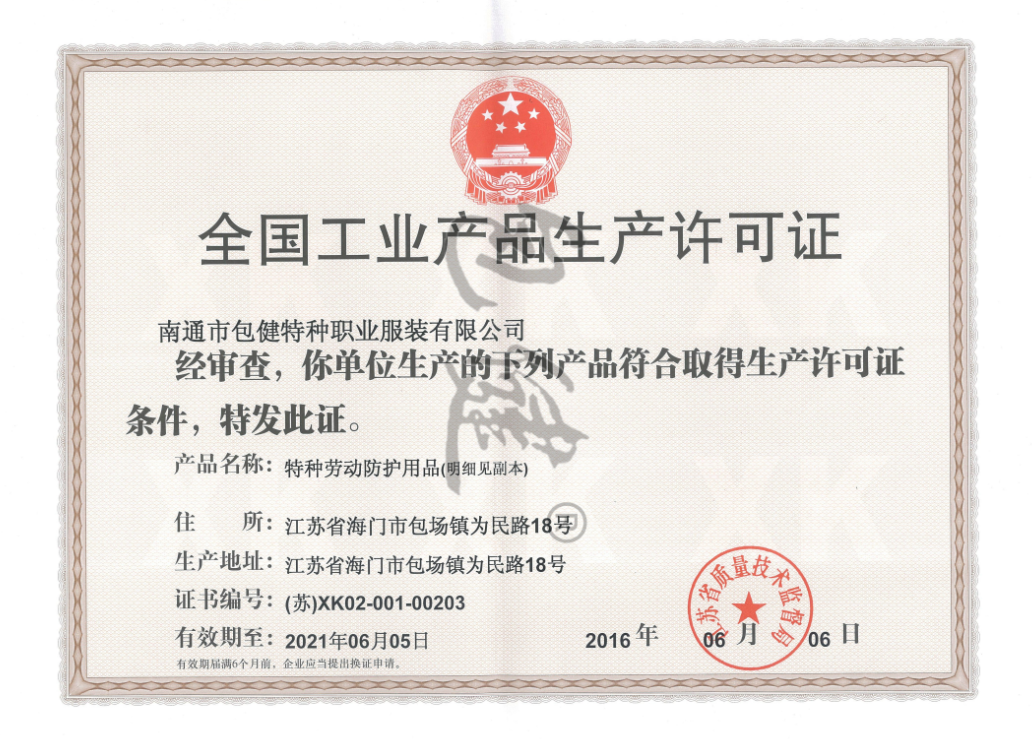 全国工业产品生产许可证
南通市包健特种职业服装有限公司
经审查，你单位生产的下列产品符合取得生产许可证
条件，特发此证。
产品名称：特种劳动防护用品(明细见副本)
住 所：江苏省海门市包场镇为民路18号
生产地址：江苏省海门市包场镇为民路18号
证书编号：(苏)XK02-001-00203
有效期至：2021年06月05日
2016年06月06日
有效期届满6个月前，企业应当提出换证申请。
江苏省质量技术监督局
包健
®